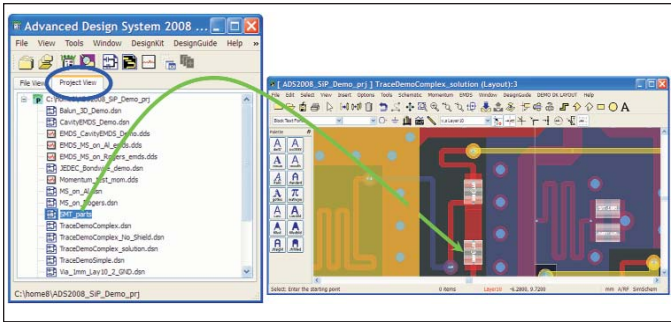 Advanced Design System 2008 ...
File View Tools Window DesignKit DesignGuide Help »
File View Project View
C:\home8\ADS2008_SiP_Demo_prj
Balun_3D_Demo.dsn
CavityEMDS_Demo.dsn
EMDS_CavityEMDS_Demo.dds
EMDS_MS_on_Al_emds.dds
EMDS_MS_on_Rogers_emds.dds
JEDEC_Bondwire_demo.dsn
Momentum_test_mom.dds
MS_on_Al.dsn
MS_on_Rogers.dsn
SMT_parts
TraceDemoComplex.dsn
TraceDemoComplex_No_Shield.dsn
TraceDemoComplex_solution.dsn
TraceDemoSimple.dsn
Via_1mm_Lay10_2_GND.dsn
C:\home8\ADS2008_SiP_Demo_prj
[ ADS2008_SiP_Demo_prj ] TraceDemoComplex_solution (Layout):3
File Edit Select View Insert Options Tools Schematic Momentum EMDS Window DesignGuide DEMO DK LAYOUT Help
Select: Enter the starting point 0 items Layer10 -6.2800, 9.7200 mm A/RF SimSchem